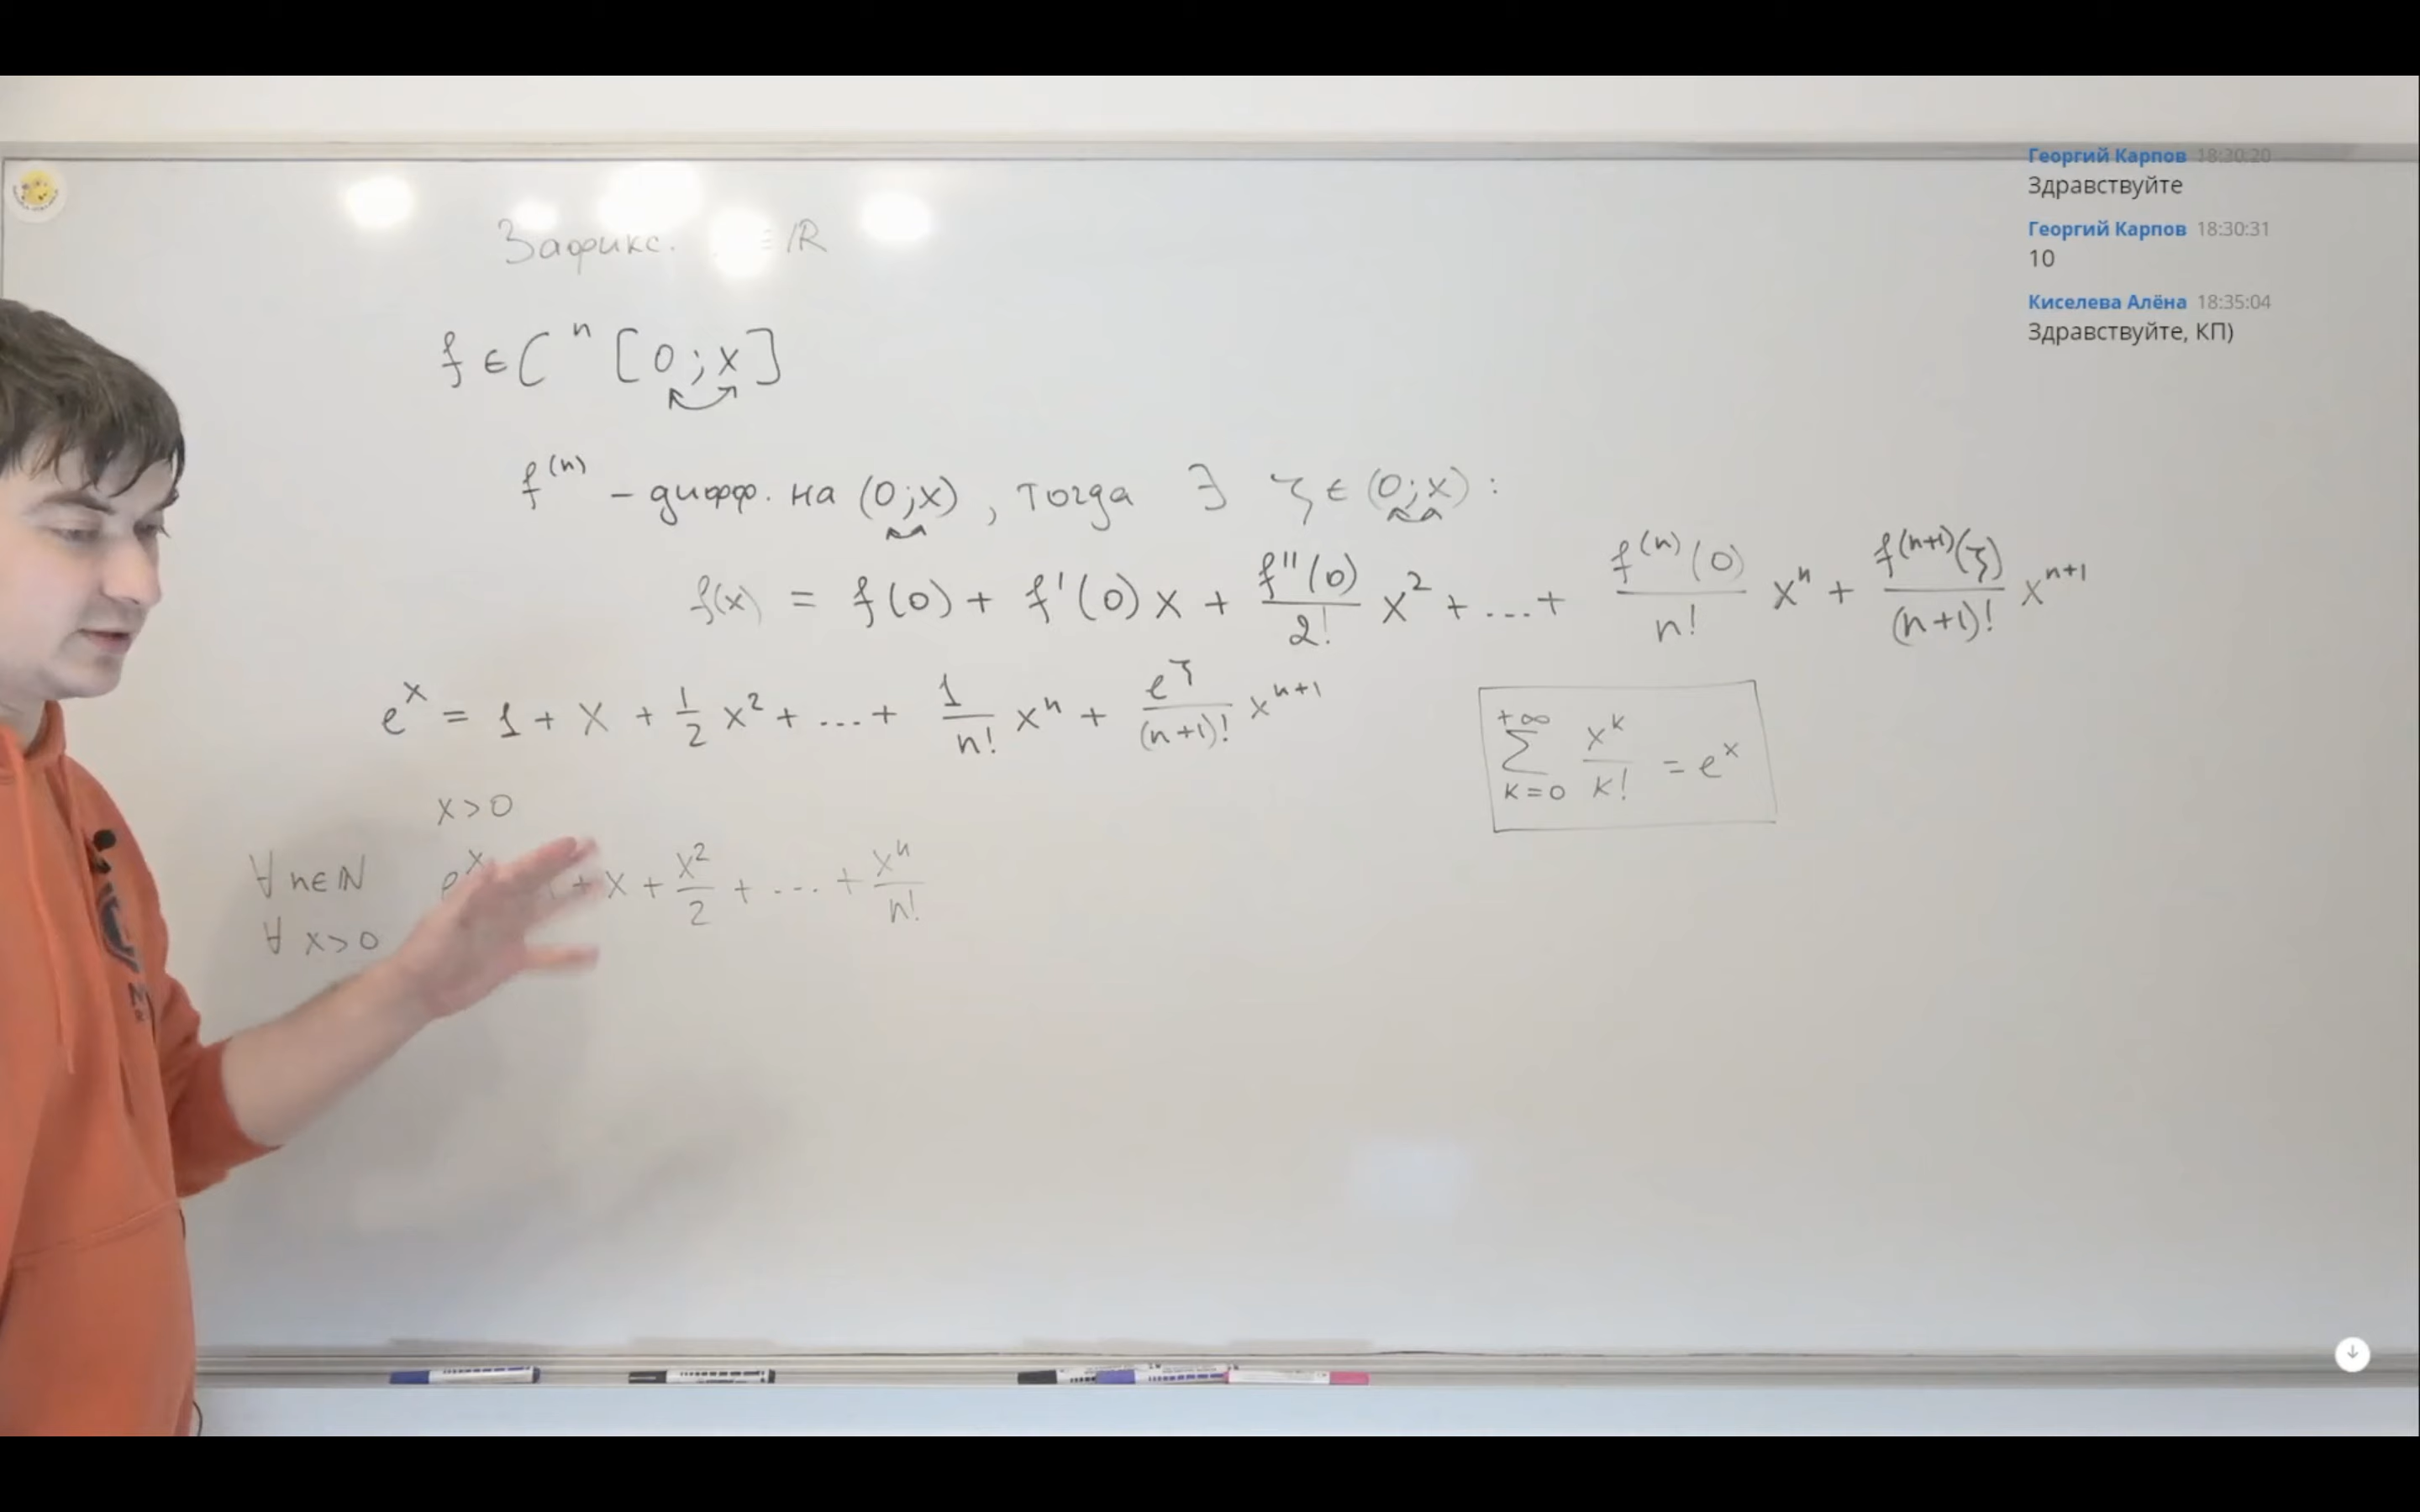 Зафикс. ∈ ℝ
f ∈ C^n [0; x]
f^(n) – дифф. на (0; x), тогда ∃ ζ ∈ (0; x) :
f(x) = f(0) + f'(0) x + f''(0)/2! x^2 + ... + f^(n)(0)/n! x^n + f^(n+1)(ζ)/(n+1)! x^(n+1)
e^x = 1 + x + 1/2 x^2 + ... + 1/n! x^n + e^ζ/(n+1)! x^(n+1)
+∞ ∑ k=0 x^k/k! = e^x
x > 0
∀ n ∈ ℕ e^x + x + x^2/2 + ... + x^n/n!
∀ x > 0
Георгий Карпов 18:30:20
Здравствуйте
Георгий Карпов 18:30:31
10
Киселева Алёна 18:35:04
Здравствуйте, КП)